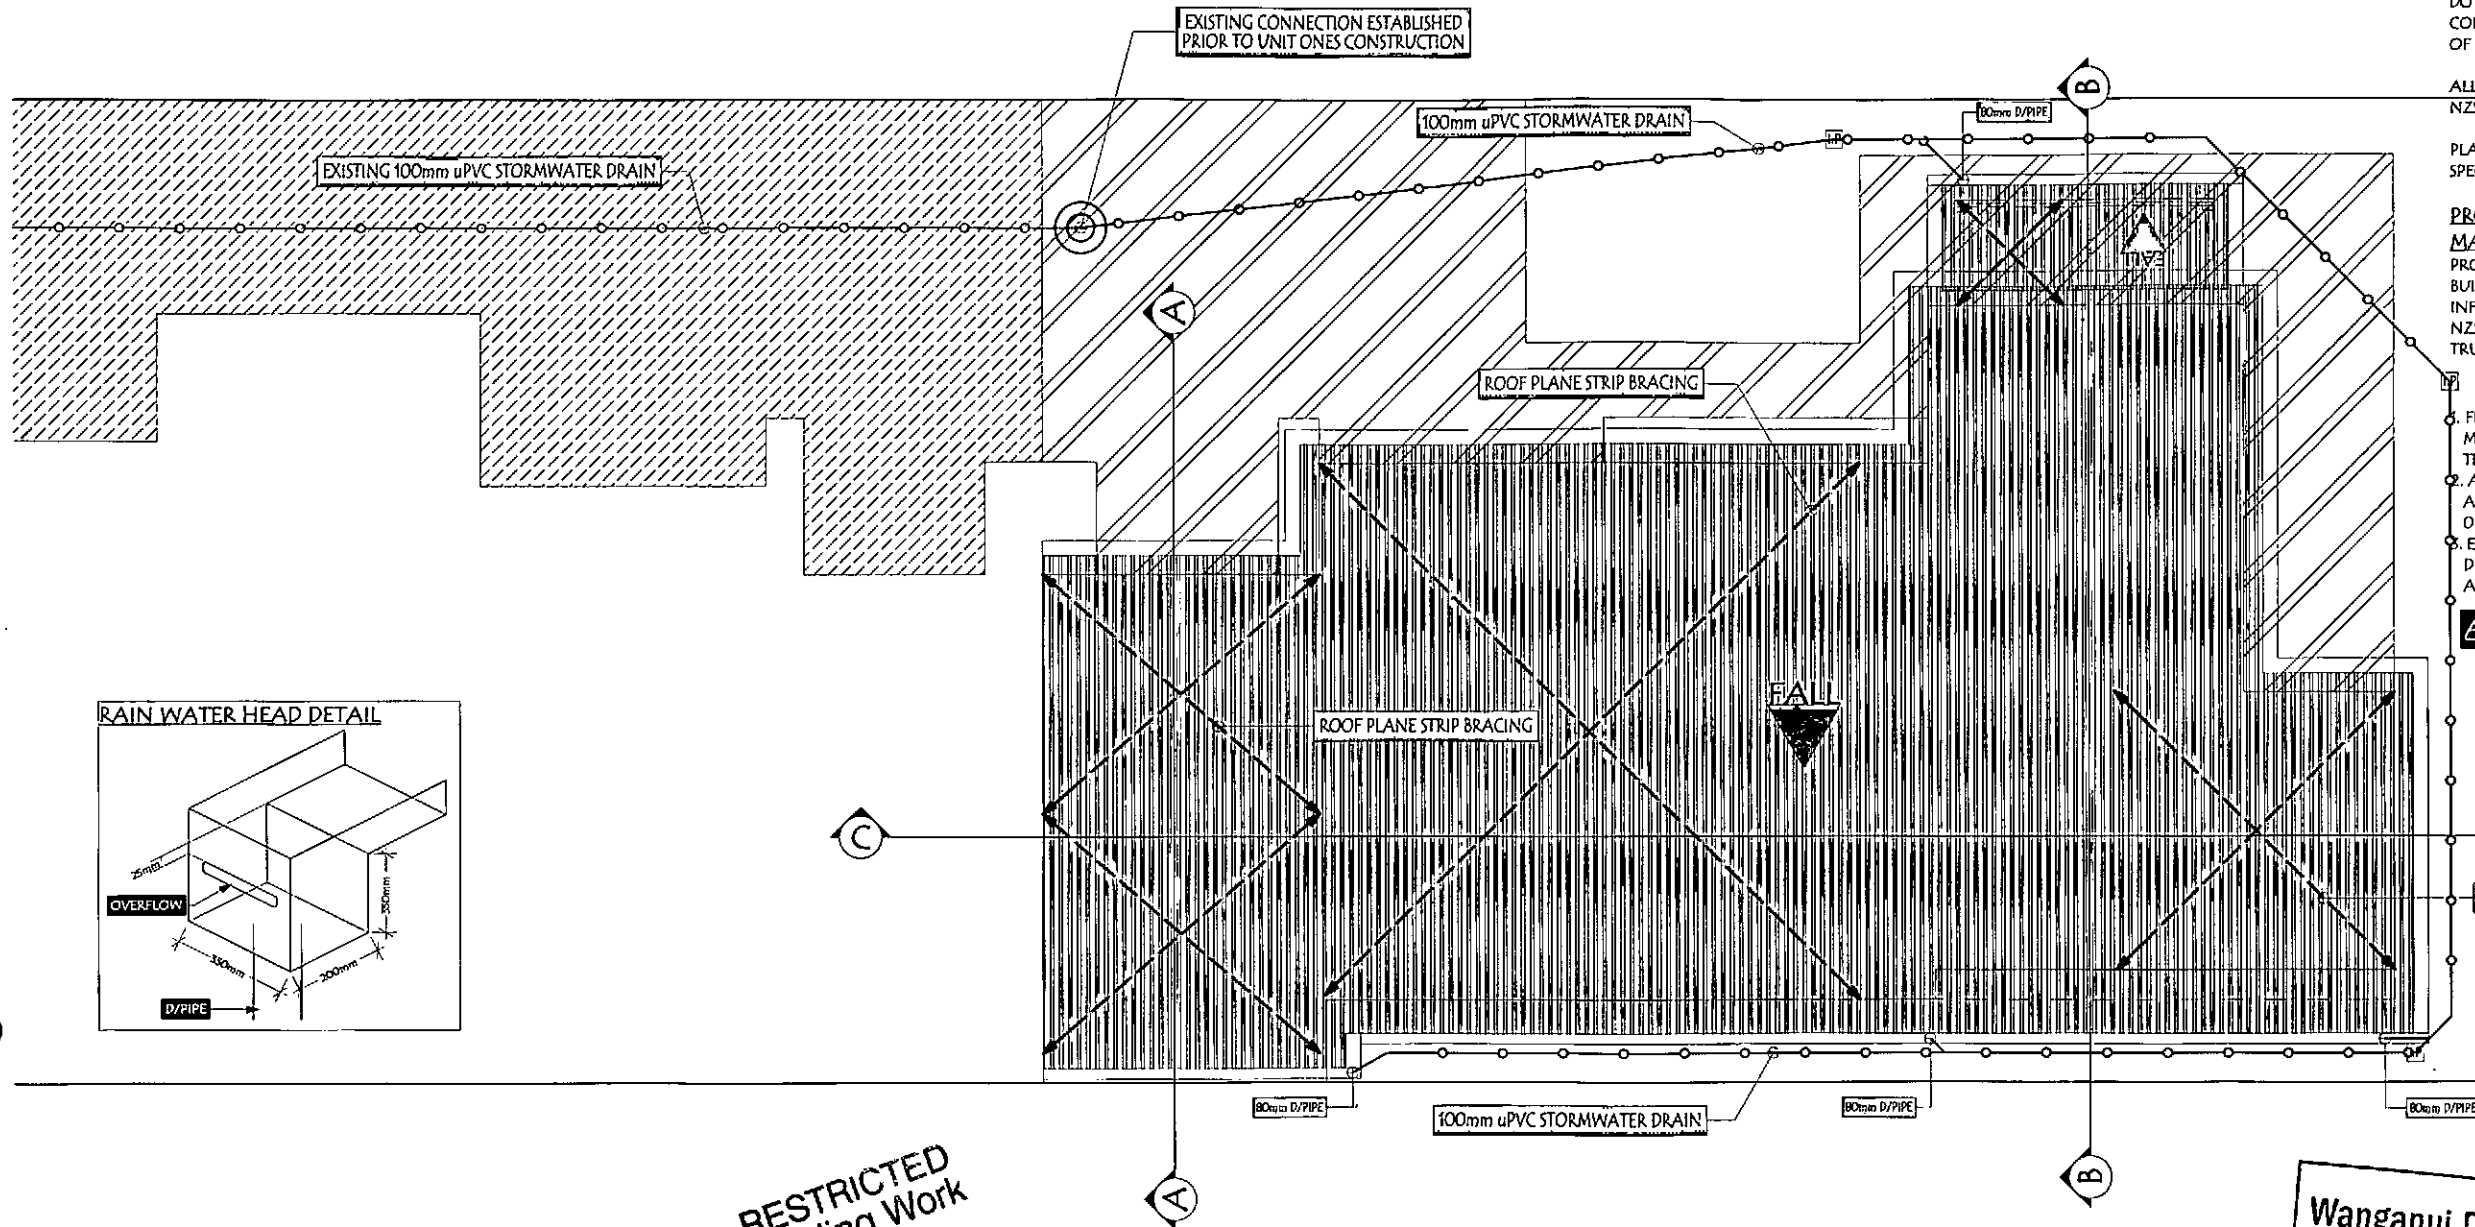 EXISTING CONNECTION ESTABLISHED
PRIOR TO UNIT ONES CONSTRUCTION
OF
B
ALL
80mm D/PIPE
100mm uPVC STORMWATER DRAIN
EXISTING 100mm uPVC STORMWATER DRAIN
FALL
A
ROOF PLANE STRIP BRACING
FALL
ROOF PLANE STRIP BRACING
RAIN WATER HEAD DETAIL
25mm
OVERFLOW
350mm
350mm
200mm
D/PIPE
C
80mm D/PIPE
100mm uPVC STORMWATER DRAIN
80mm D/PIPE
80mm D/PIPE
A
B
RESTRICTED
Work
Wanganui